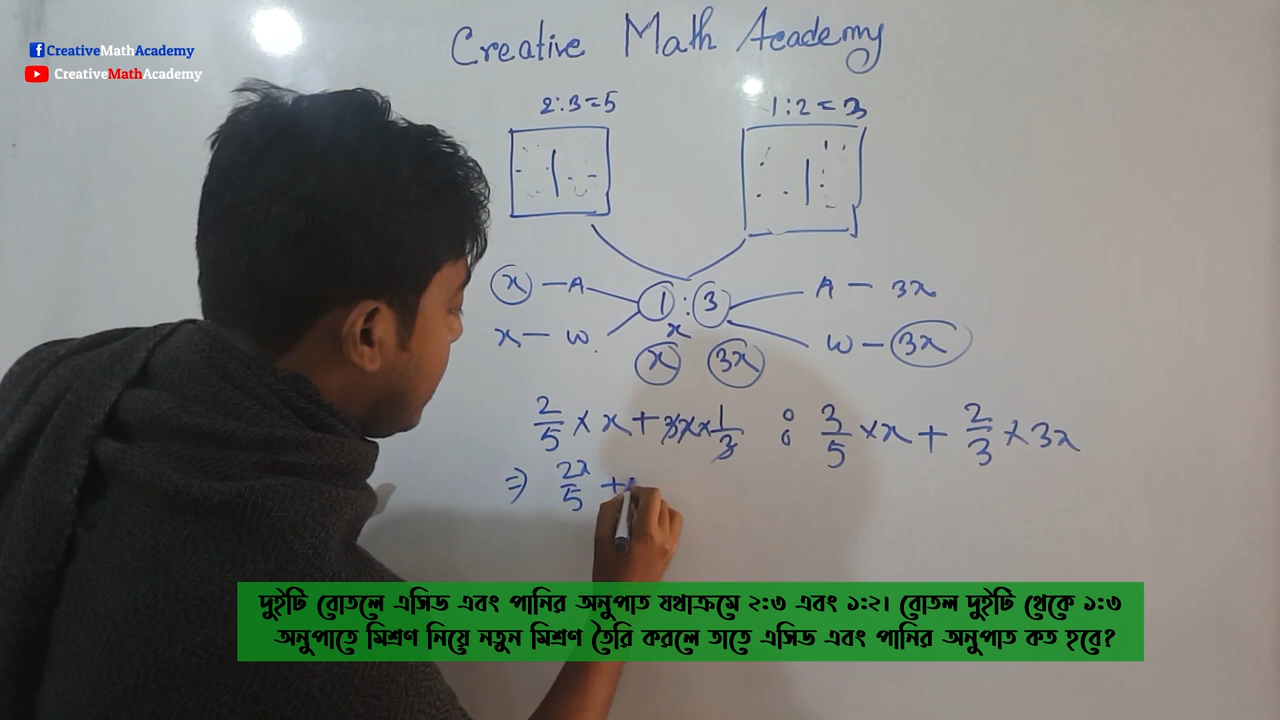 Creative Math Academy
CreativeMathAcademy
CreativeMathAcademy
2:3=5
1:2=3
x — A
1 : 3
A — 3x
x — W
x
W — 3x
x 3x
2/5 × x + 3x × 1/3 : 3/5 × x + 2/3 × 3x
⇒ 2x/5 +
দুইটি বোতলে এসিড এবং পানির অনুপাত যথাক্রমে ২:৩ এবং ১:২। বোতল দুইটি থেকে ১:৩
অনুপাতে মিশ্রণ নিয়ে নতুন মিশ্রণ তৈরি করলে তাতে এসিড এবং পানির অনুপাত কত হবে?